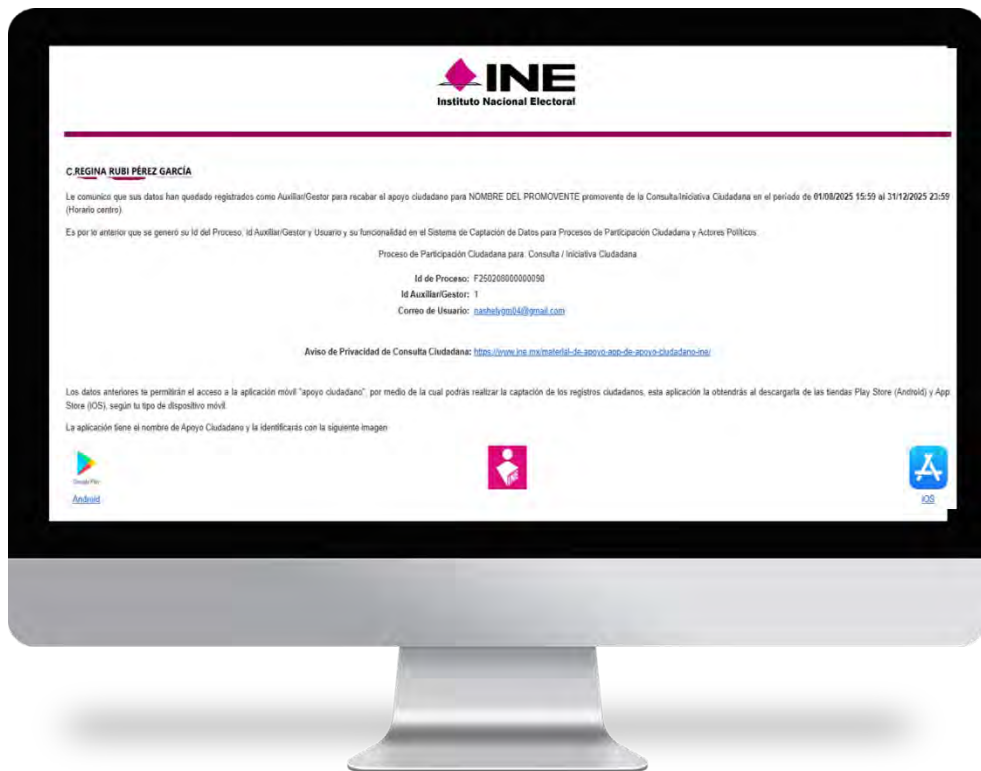 INE
Instituto Nacional Electoral
C.REGINA RUBI PÉREZ GARCÍA
Le comunico que sus datos han quedado registrados como Auxiliar/Gestor para recabar el apoyo ciudadano para NOMBRE DEL PROMOVENTE promovente de la Consulta/Iniciativa Ciudadana en el periodo de 01/08/2025 15:59 al 31/12/2025 23:59
(Horario centro).
Es por lo anterior que se generó su Id del Proceso, Id Auxiliar/Gestor y Usuario y su funcionalidad en el Sistema de Captación de Datos para Procesos de Participación Ciudadana y Actores Políticos.
Proceso de Participación Ciudadana para: Consulta / Iniciativa Ciudadana
Id de Proceso: F250208000000098
Id Auxiliar/Gestor: 1
Correo de Usuario: nashelygm04@gmail.com
Aviso de Privacidad de Consulta Ciudadana: https://www.ine.mx/material-de-apoyo-app-de-apoyo-ciudadano-ine/
Los datos anteriores te permitirán el acceso a la aplicación móvil "apoyo ciudadano", por medio de la cual podrás realizar la captación de los registros ciudadanos, esta aplicación la obtendrás al descargarla de las tiendas Play Store (Android) y App
Store (iOS), según tu tipo de dispositivo móvil.
La aplicación tiene el nombre de Apoyo Ciudadano y la identificarás con la siguiente imagen
Google Play
INE
Android
iOS